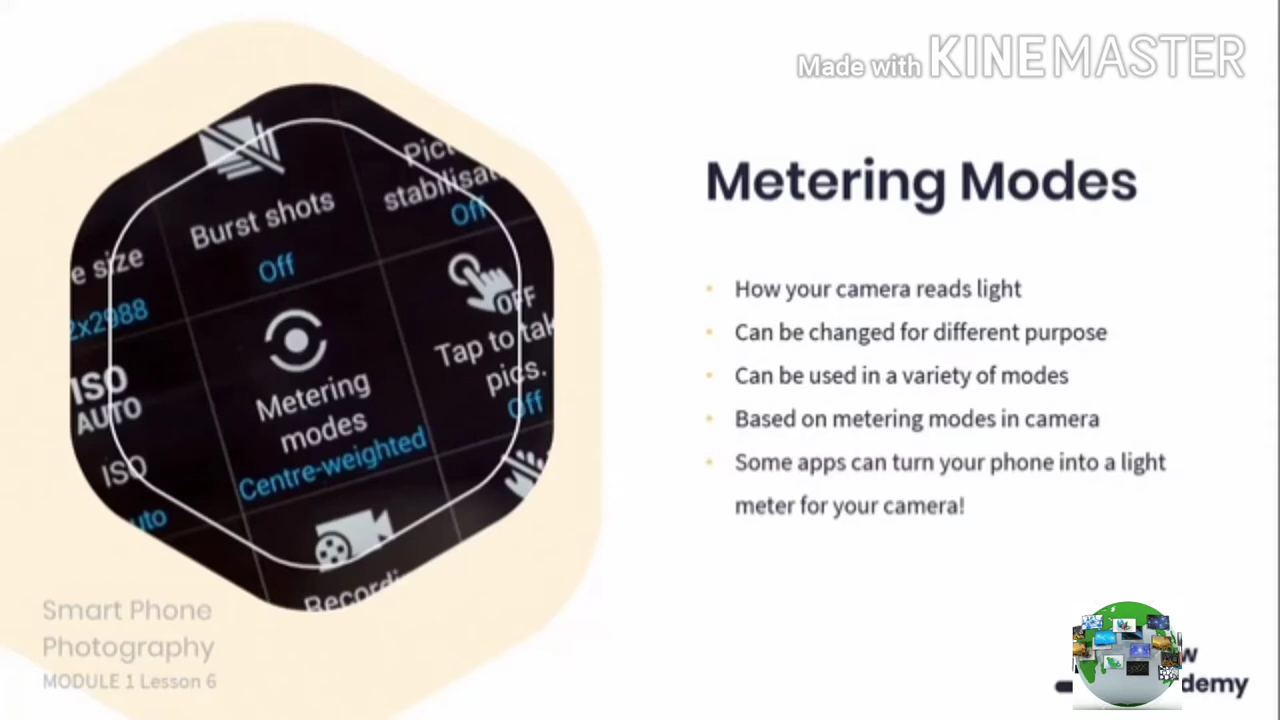 Made with KINEMASTER
Metering Modes
How your camera reads light
Can be changed for different purpose
Can be used in a variety of modes
Based on metering modes in camera
Some apps can turn your phone into a light
meter for your camera!
Burst shots
Off
Off
size
ISO
AUTO
ISO
Metering
modes
Centre-weighted
OFF
Tap to
pics.
Off
Smart Phone
Photography
MODULE 1 Lesson 6